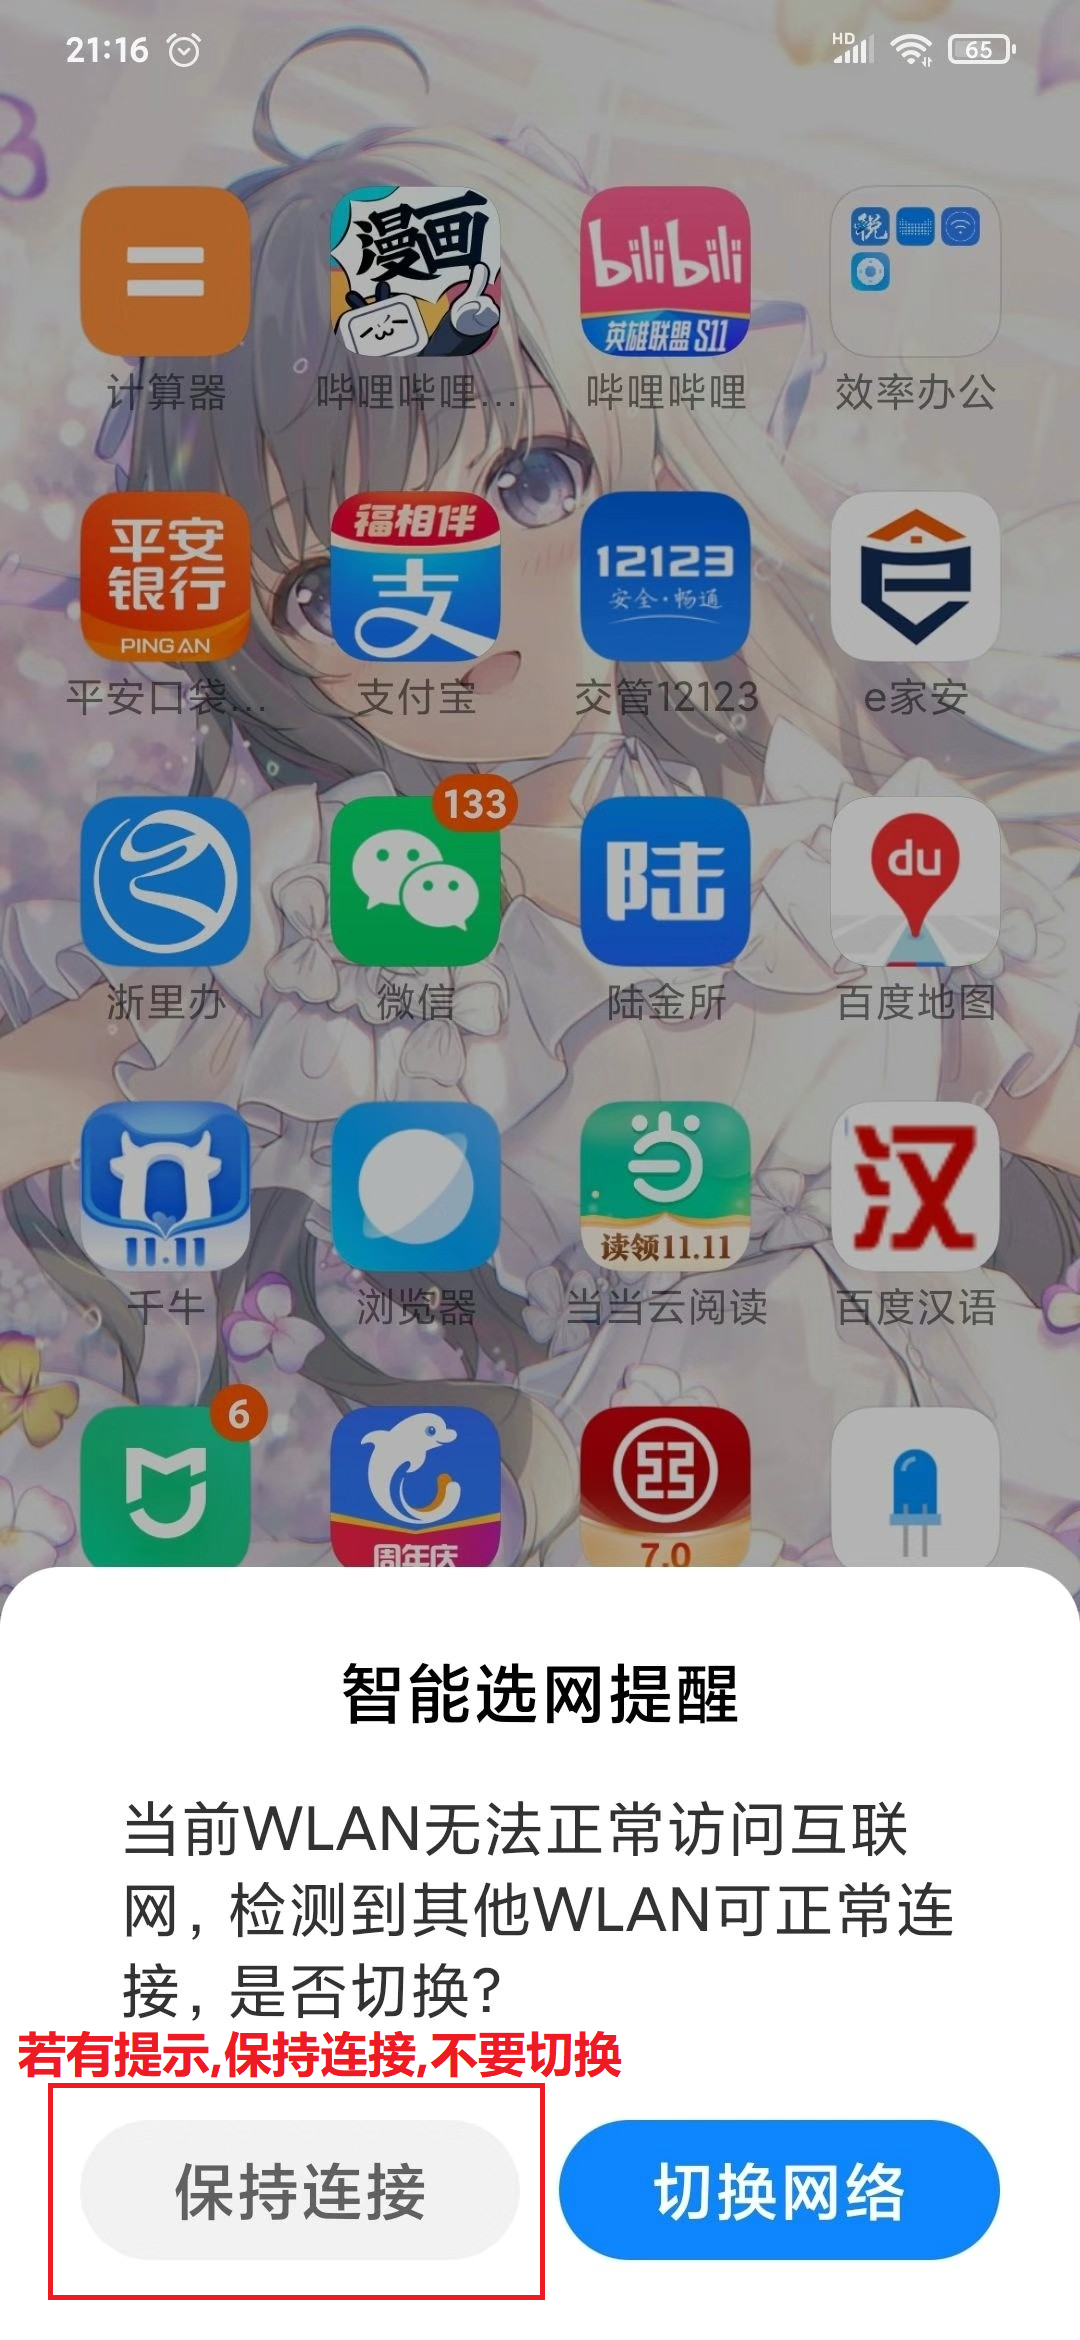 21:16
HD
65
漫画
bilibili
英雄联盟 S11
税
计算器
哔哩哔哩...
哔哩哔哩
效率办公
平安
银行
PING AN
福相伴
支
12123
安全·畅通
平安口袋...
支付宝
交管12123
e家安
133
陆
du
浙里办
微信
陆金所
百度地图
11.11
当
读领11.11
汉
千牛
浏览器
当当云阅读
百度汉语
6
周年庆
7.0
智能选网提醒
当前WLAN无法正常访问互联
网，检测到其他WLAN可正常连
接，是否切换？
若有提示,保持连接,不要切换
保持连接
切换网络